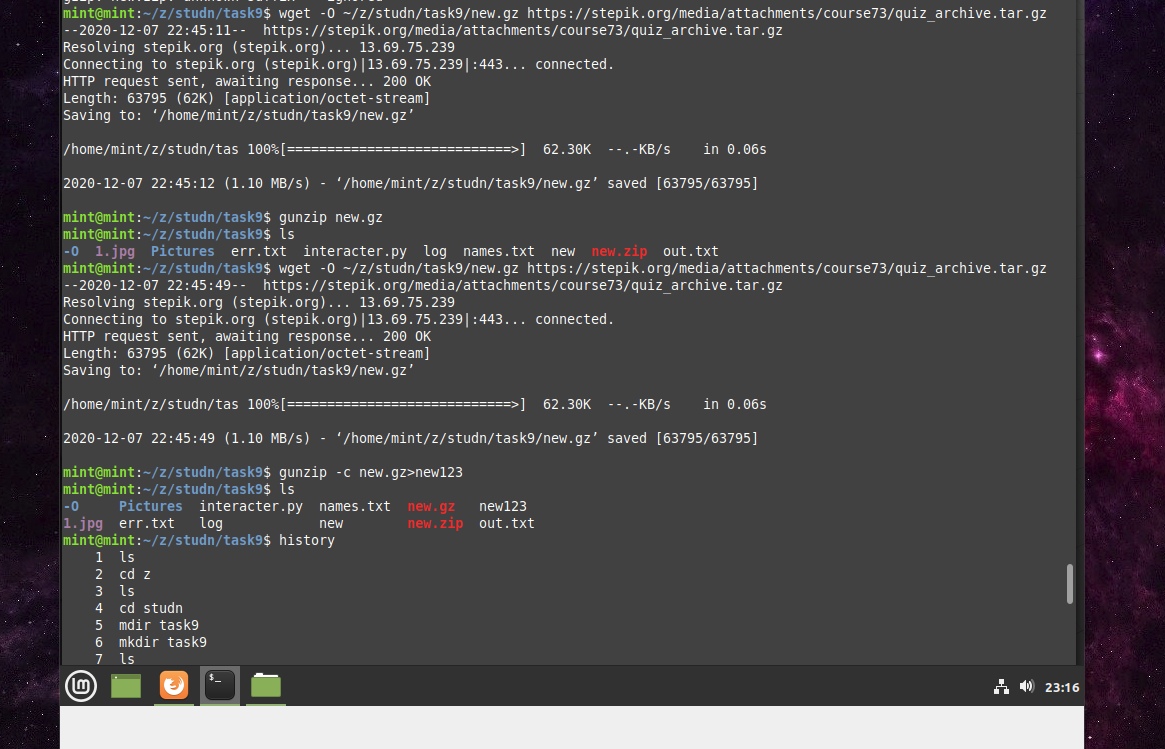 mint@mint:~/z/studn/task9$ wget -O ~/z/studn/task9/new.gz https://stepik.org/media/attachments/course73/quiz_archive.tar.gz
--2020-12-07 22:45:11--  https://stepik.org/media/attachments/course73/quiz_archive.tar.gz
Resolving stepik.org (stepik.org)... 13.69.75.239
Connecting to stepik.org (stepik.org)|13.69.75.239|:443... connected.
HTTP request sent, awaiting response... 200 OK
Length: 63795 (62K) [application/octet-stream]
Saving to: ‘/home/mint/z/studn/task9/new.gz’
/home/mint/z/studn/tas 100%[============================>]  62.30K  --.-KB/s    in 0.06s
2020-12-07 22:45:12 (1.10 MB/s) - ‘/home/mint/z/studn/task9/new.gz’ saved [63795/63795]
mint@mint:~/z/studn/task9$ gunzip new.gz
mint@mint:~/z/studn/task9$ ls
-O  1.jpg  Pictures  err.txt  interacter.py  log  names.txt  new  new.zip  out.txt
mint@mint:~/z/studn/task9$ wget -O ~/z/studn/task9/new.gz https://stepik.org/media/attachments/course73/quiz_archive.tar.gz
--2020-12-07 22:45:49--  https://stepik.org/media/attachments/course73/quiz_archive.tar.gz
Resolving stepik.org (stepik.org)... 13.69.75.239
Connecting to stepik.org (stepik.org)|13.69.75.239|:443... connected.
HTTP request sent, awaiting response... 200 OK
Length: 63795 (62K) [application/octet-stream]
Saving to: ‘/home/mint/z/studn/task9/new.gz’
/home/mint/z/studn/tas 100%[============================>]  62.30K  --.-KB/s    in 0.06s
2020-12-07 22:45:49 (1.10 MB/s) - ‘/home/mint/z/studn/task9/new.gz’ saved [63795/63795]
mint@mint:~/z/studn/task9$ gunzip -c new.gz>new123
mint@mint:~/z/studn/task9$ ls
-O     Pictures  interacter.py  names.txt  new.gz   new123
1.jpg  err.txt   log            new        new.zip  out.txt
mint@mint:~/z/studn/task9$ history
    1  ls
    2  cd z
    3  ls
    4  cd studn
    5  mdir task9
    6  mkdir task9
    7  ls
$_
23:16